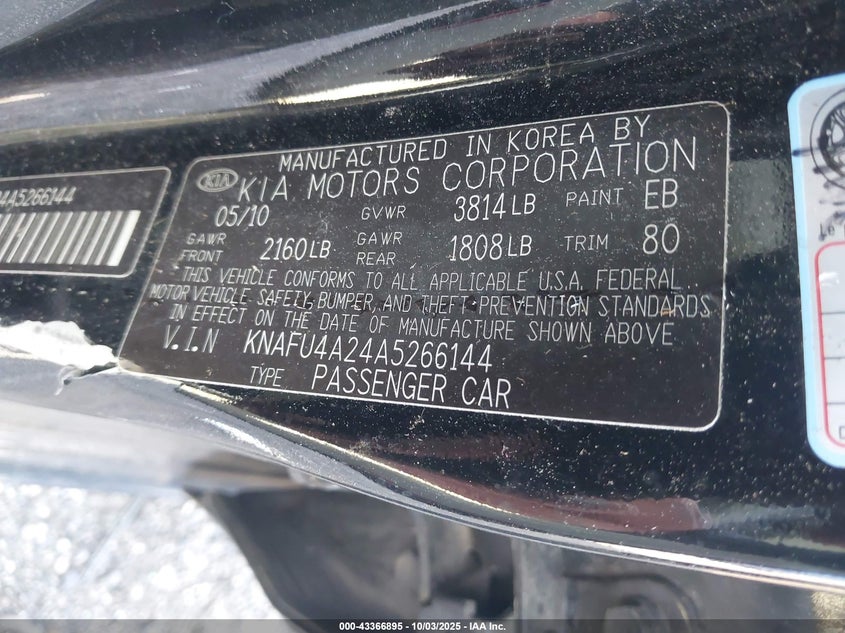 24A5266144
MANUFACTURED IN KOREA BY
KIA KIA MOTORS CORPORATION
05/10 GVWR 3814LB PAINT EB
GAWR FRONT 2160LB GAWR REAR 1808LB TRIM 80
THIS VEHICLE CONFORMS TO ALL APPLICABLE U.S.A. FEDERAL
MOTOR VEHICLE SAFETY, BUMPER, AND THEFT PREVENTION STANDARDS
IN EFFECT ON THE DATE OF MANUFACTURE SHOWN ABOVE
V.I.N KNAFU4A24A5266144
TYPE PASSENGER CAR
000-43366895 - 10/03/2025 - IAA Inc.